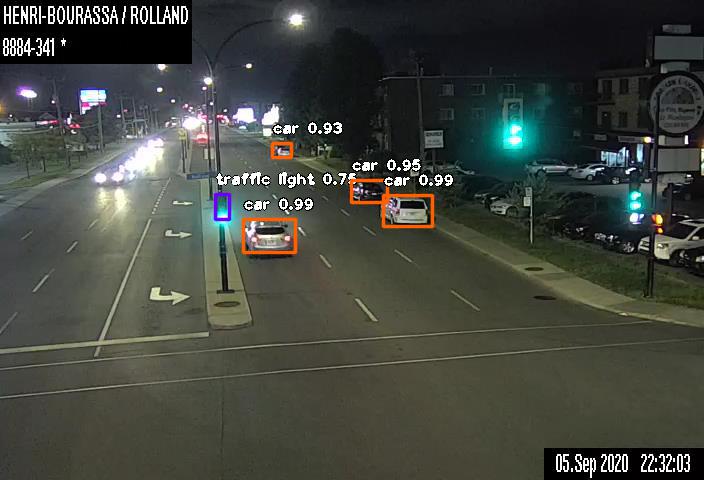 HENRI-BOURASSA / ROLLAND
8884-341 *
car 0.93
car 0.95
traffic light 0.75
car 0.99
car 0.99
05.Sep 2020 22:32:03